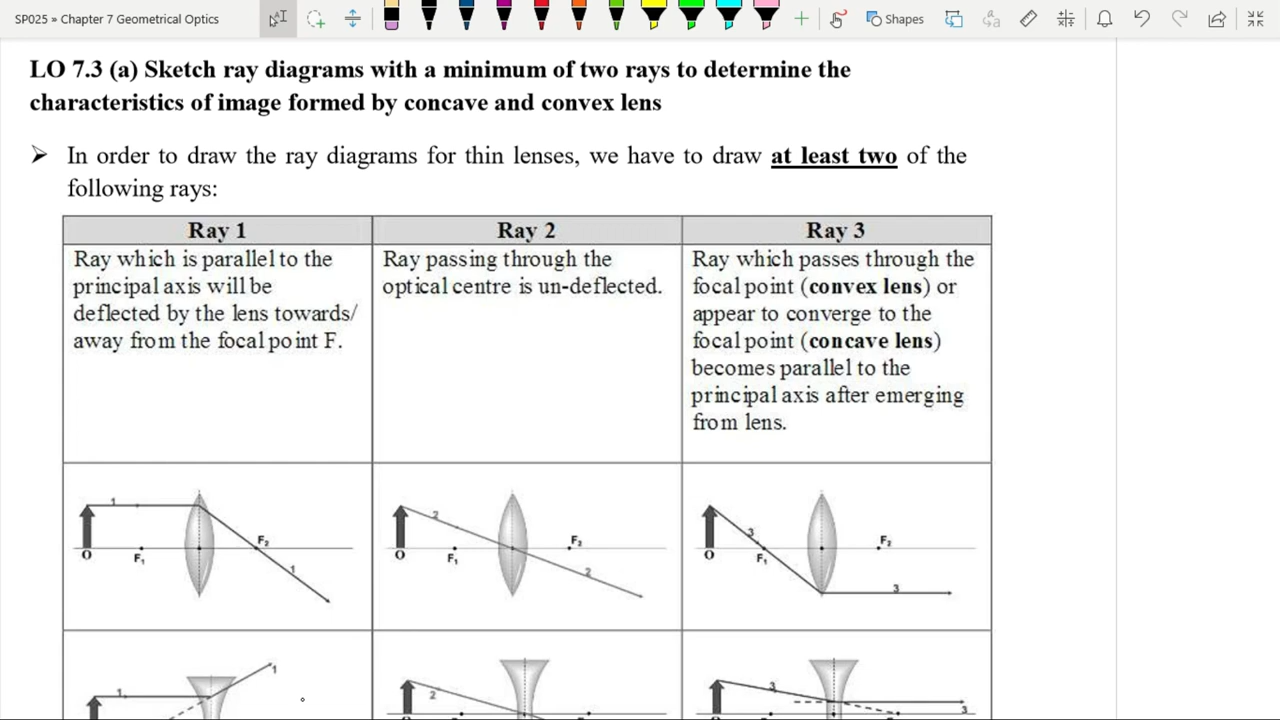 SP025 » Chapter 7 Geometrical Optics
Shapes
LO 7.3 (a) Sketch ray diagrams with a minimum of two rays to determine the
characteristics of image formed by concave and convex lens
In order to draw the ray diagrams for thin lenses, we have to draw at least two of the
following rays:
Ray 1
Ray 2
Ray 3
Ray which is parallel to the
principal axis will be
deflected by the lens towards/
away from the focal point F.
Ray passing through the
optical centre is un-deflected.
Ray which passes through the
focal point (convex lens) or
appear to converge to the
focal point (concave lens)
becomes parallel to the
principal axis after emerging
from lens.
1
F₂
O
F₁
1
2
F₂
O
F₁
2
3
F₂
O
F₁
3
1
1
2
3
3